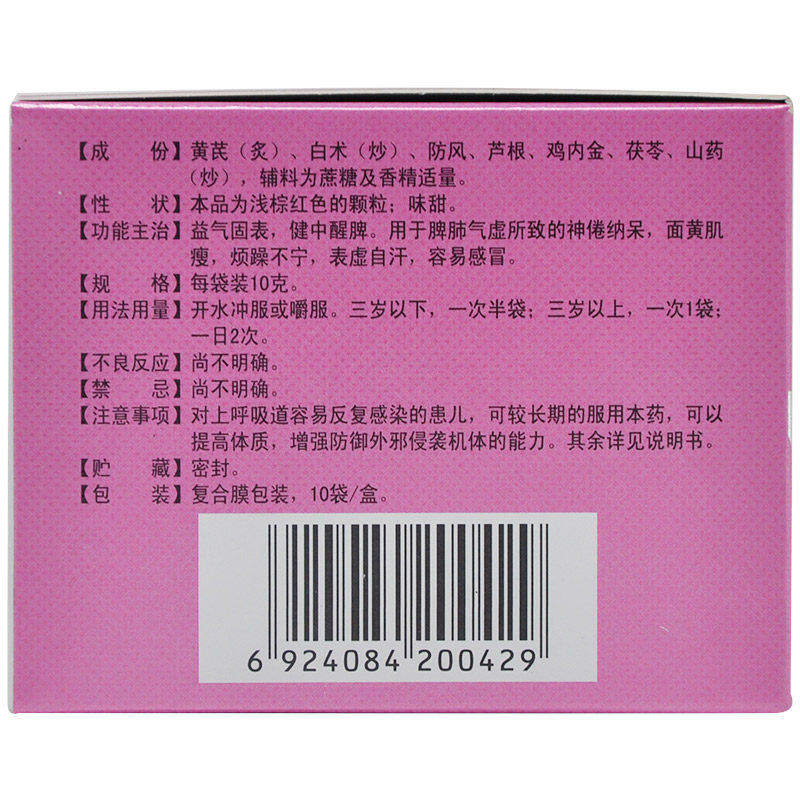 【成 份】黄芪（炙）、白术（炒）、防风、芦根、鸡内金、茯苓、山药
（炒），辅料为蔗糖及香精适量。
【性 状】本品为浅棕红色的颗粒；味甜。
【功能主治】益气固表，健中醒脾。用于脾肺气虚所致的神倦纳呆，面黄肌
瘦，烦躁不宁，表虚自汗，容易感冒。
【规 格】每袋装10克。
【用法用量】开水冲服或嚼服。三岁以下，一次半袋；三岁以上，一次1袋；
一日2次。
【不良反应】尚不明确。
【禁 忌】尚不明确。
【注意事项】对上呼吸道容易反复感染的患儿，可较长期的服用本药，可以
提高体质，增强防御外邪侵袭机体的能力。其余详见说明书。
【贮 藏】密封。
【包 装】复合膜包装，10袋/盒。
6 924084 200429